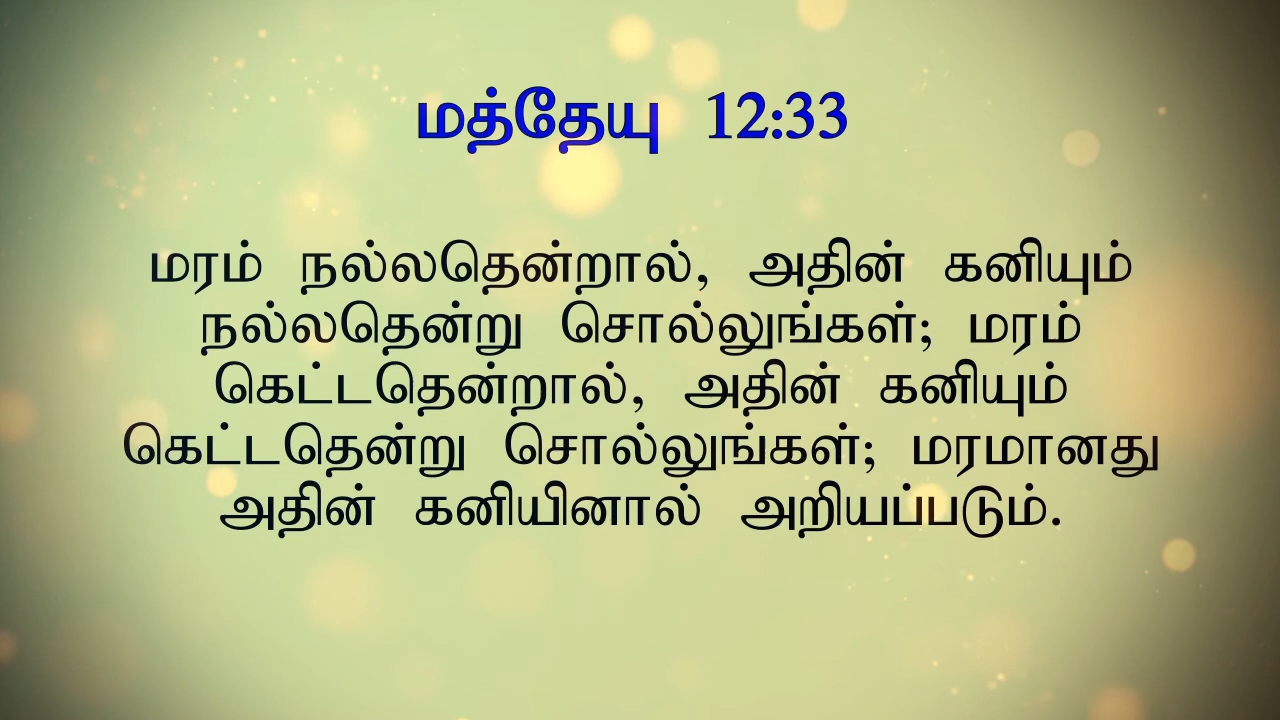 மத்தேயு 12:33
மரம் நல்லதென்றால், அதின் கனியும்
நல்லதென்று சொல்லுங்கள்; மரம்
கெட்டதென்றால், அதின் கனியும்
கெட்டதென்று சொல்லுங்கள்; மரமானது
அதின் கனியினால் அறியப்படும்.